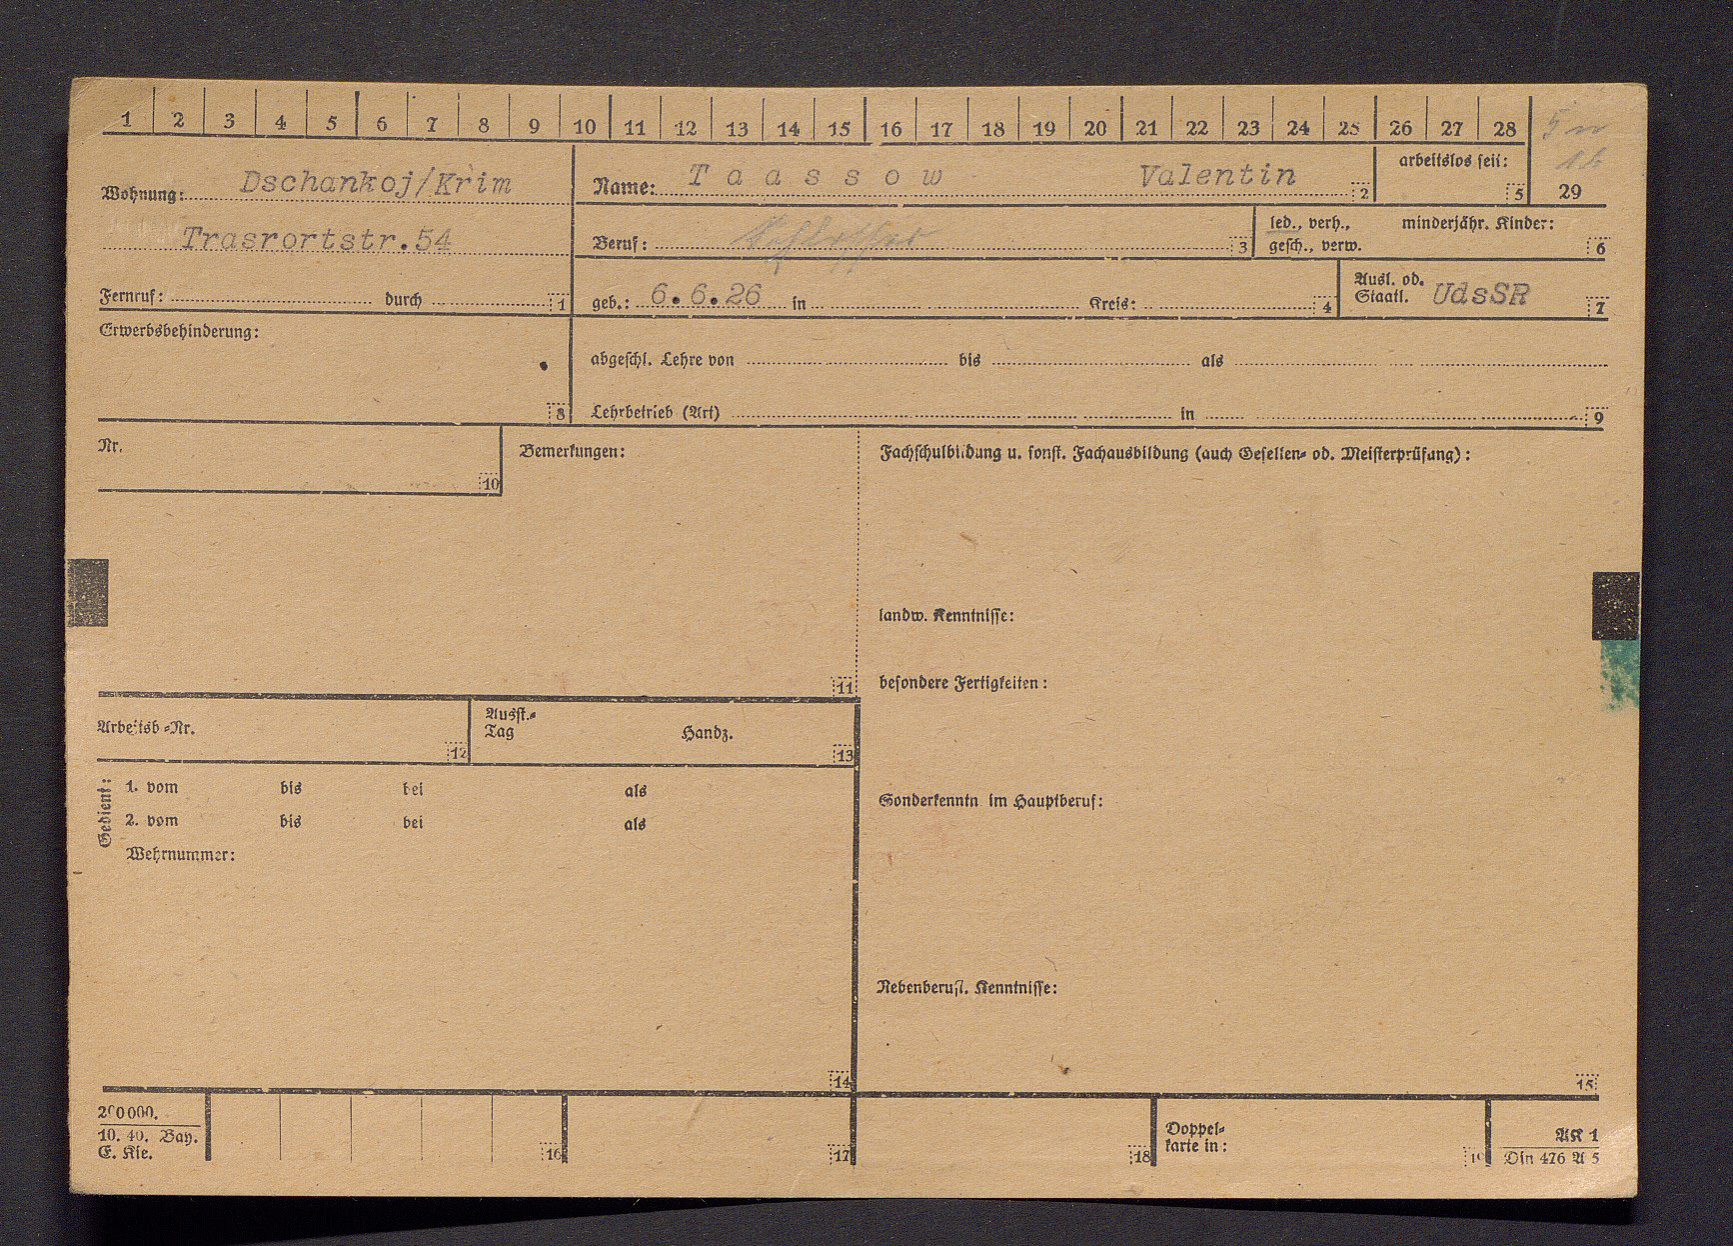 1 2 3 4 5 6 7 8 9 10 11 12 13 14 15 16 17 18 19 20 21 22 23 24 25 26 27 28
29
Wohnung: Dschankoj/Krim
Trasrortstr.54
Fernruf: durch 1
Name: Taassow Valentin 2
arbeitslos seit: 5
Beruf: 3
led., verh., minderjähr. Kinder:
gesch., verw. 6
geb.: 6.6.26 in Kreis: 4
Ausl. od.
Staatl. UdsSR 7
Erwerbsbehinderung:
8
abgeschl. Lehre von bis als
Lehrbetrieb (Art) in 9
Nr.
10
Bemerkungen:
11
Fachschulbildung u. sonst. Fachausbildung (auch Gesellen- od. Meisterprüfung):
landw. Kenntnisse:
besondere Fertigkeiten:
Sonderkenntn im Hauptberuf:
Nebenberufl. Kenntnisse:
15
Arbeitsb-Nr.
12
Ausst.-
Tag Handz.
13
Gedient:
1. vom bis bei als
2. vom bis bei als
Wehrnummer:
14
200000.
10. 40. Bay.
E. Kle.
16 17 18
Doppel-
karte in:
19
AK 1
Din 476 A 5